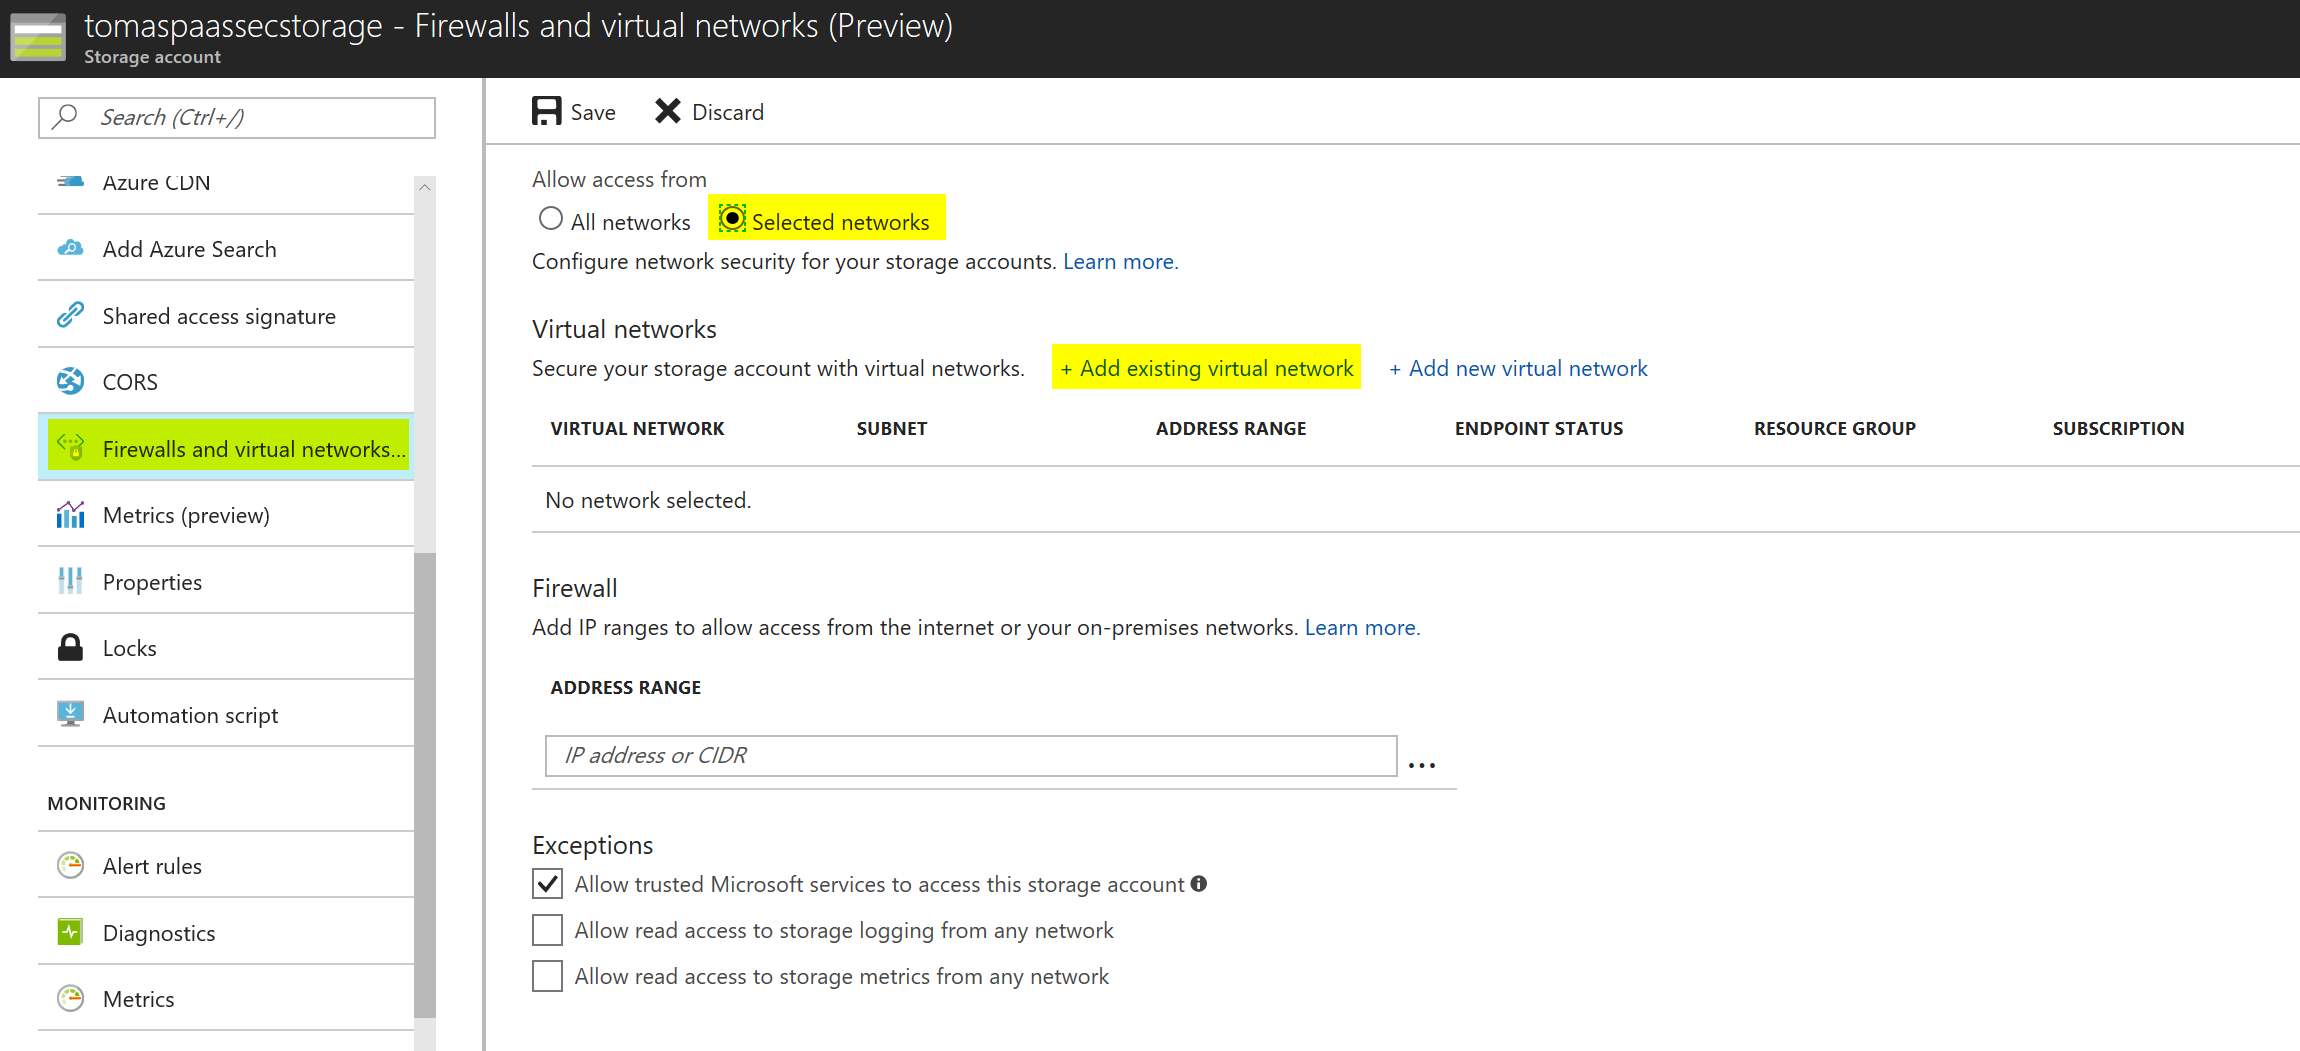 tomaspaassecstorage - Firewalls and virtual networks (Preview)
Storage account
Search (Ctrl+/)
Azure CDN
Add Azure Search
Shared access signature
CORS
Firewalls and virtual networks...
Metrics (preview)
Properties
Locks
Automation script
MONITORING
Alert rules
Diagnostics
Metrics
Save Discard
Allow access from
All networks Selected networks
Configure network security for your storage accounts. Learn more.
Virtual networks
Secure your storage account with virtual networks. + Add existing virtual network + Add new virtual network
VIRTUAL NETWORK SUBNET ADDRESS RANGE ENDPOINT STATUS RESOURCE GROUP SUBSCRIPTION
No network selected.
Firewall
Add IP ranges to allow access from the internet or your on-premises networks. Learn more.
ADDRESS RANGE
IP address or CIDR ...
Exceptions
Allow trusted Microsoft services to access this storage account
Allow read access to storage logging from any network
Allow read access to storage metrics from any network